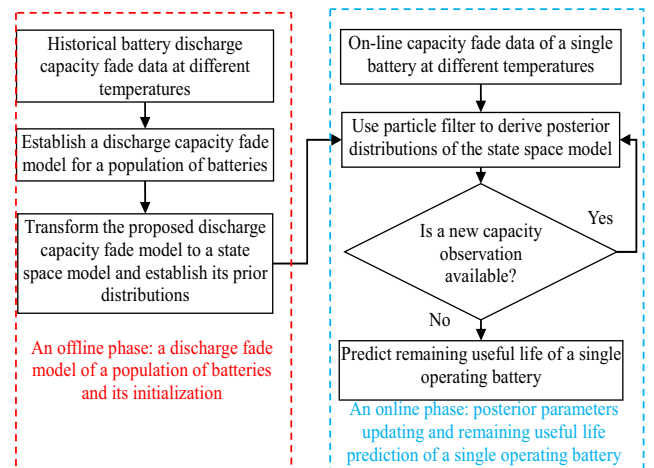 Historical battery discharge
capacity fade data at different
temperatures
Establish a discharge capacity fade
model for a population of batteries
Transform the proposed discharge
capacity fade model to a state
space model and establish its prior
distributions
An offline phase: a discharge fade
model of a population of batteries
and its initialization
On-line capacity fade data of a single
battery at different temperatures
Use particle filter to derive posterior
distributions of the state space model
Is a new capacity
observation
available?
Yes
No
Predict remaining useful life of a single
operating battery
An online phase: posterior parameters
updating and remaining useful life
prediction of a single operating battery